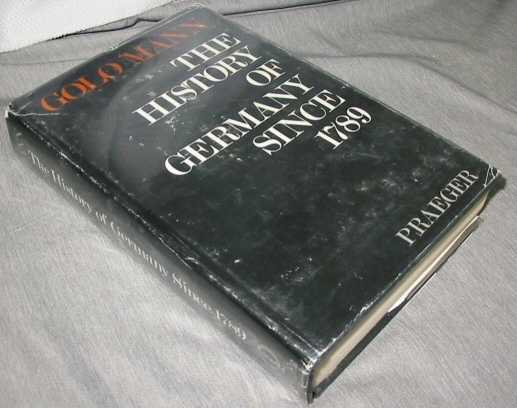 GOLO MANN
THE
HISTORY
OF
GERMANY
SINCE
1789
PRAEGER
The History of Germany Since 1789